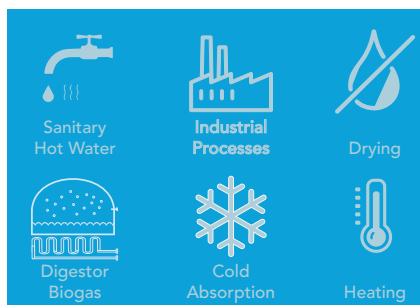 Sanitary
Hot Water
Industrial
Processes
Drying
Digestor
Biogas
Cold
Absorption
Heating